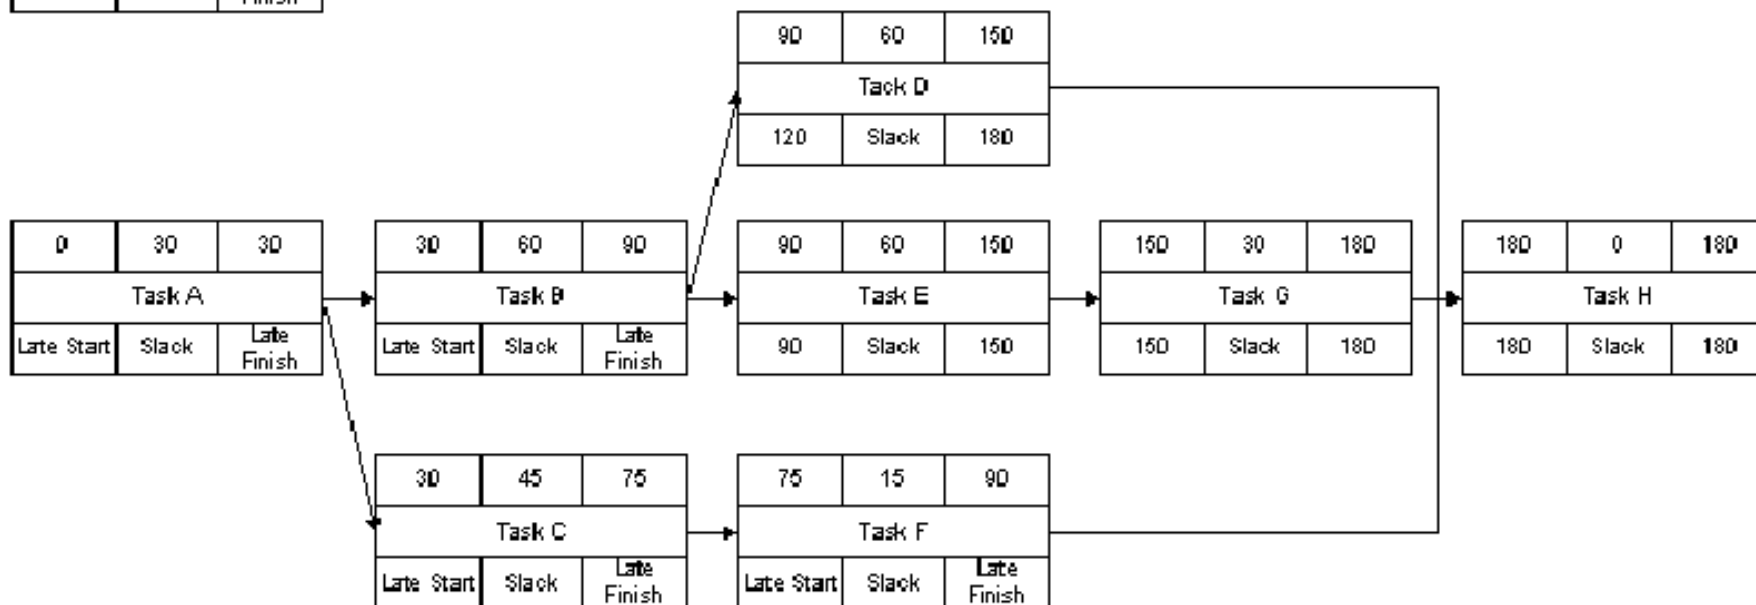 Finish
90 60 150
Task D
120 Slack 180
0 30 30
Task A
Late Start Slack Late Finish
30 60 90
Task B
Late Start Slack Late Finish
90 60 150
Task E
90 Slack 150
150 30 180
Task G
150 Slack 180
180 0 180
Task H
180 Slack 180
30 45 75
Task C
Late Start Slack Late Finish
75 15 90
Task F
Late Start Slack Late Finish